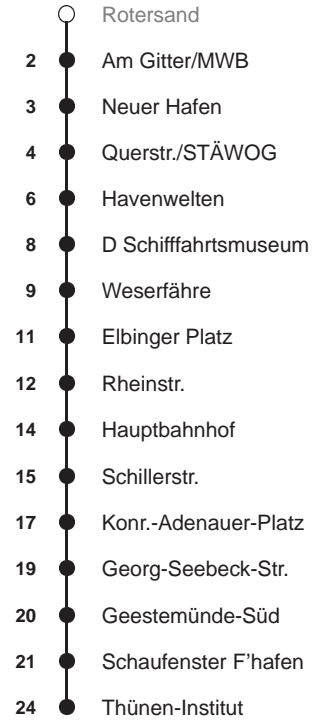 Rotersand
2 Am Gitter/MWB
3 Neuer Hafen
4 Querstr./STÄWOG
6 Havenwelten
8 D Schifffahrtsmuseum
9 Weserfähre
11 Elbinger Platz
12 Rheinstr.
14 Hauptbahnhof
15 Schillerstr.
17 Konr.-Adenauer-Platz
19 Georg-Seebeck-Str.
20 Geestemünde-Süd
21 Schaufenster F'hafen
24 Thünen-Institut